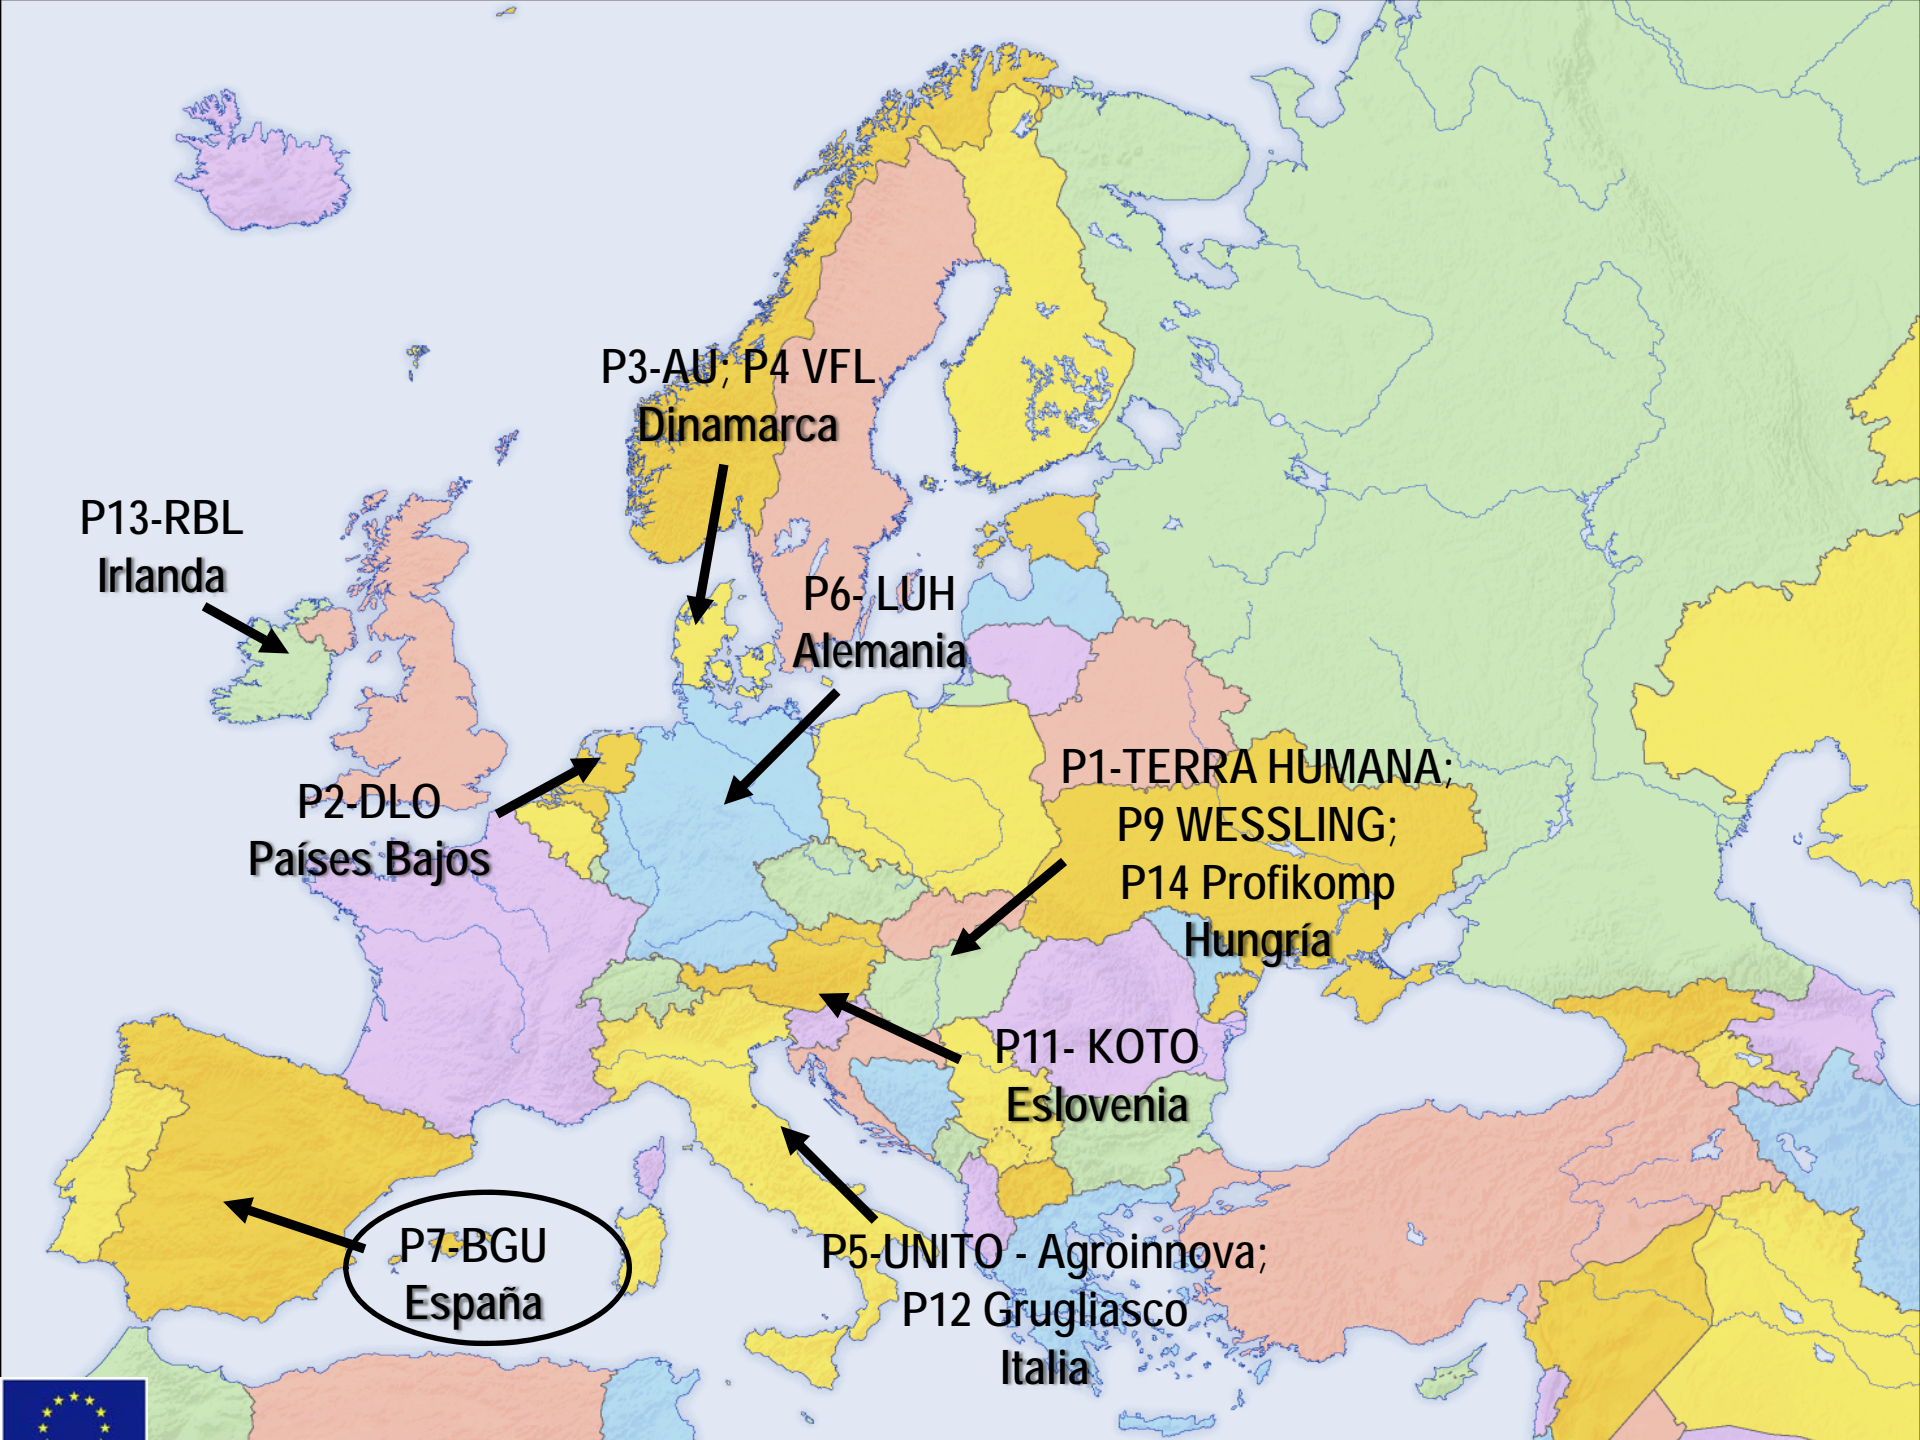 P3-AU; P4 VFL
Dinamarca
P13-RBL
Irlanda
P6- LUH
Alemania
P2-DLO
Países Bajos
P1-TERRA HUMANA;
P9 WESSLING;
P14 Profikomp
Hungría
P11- KOTO
Eslovenia
P7-BGU
España
P5-UNITO - Agroinnova;
P12 Grugliasco
Italia